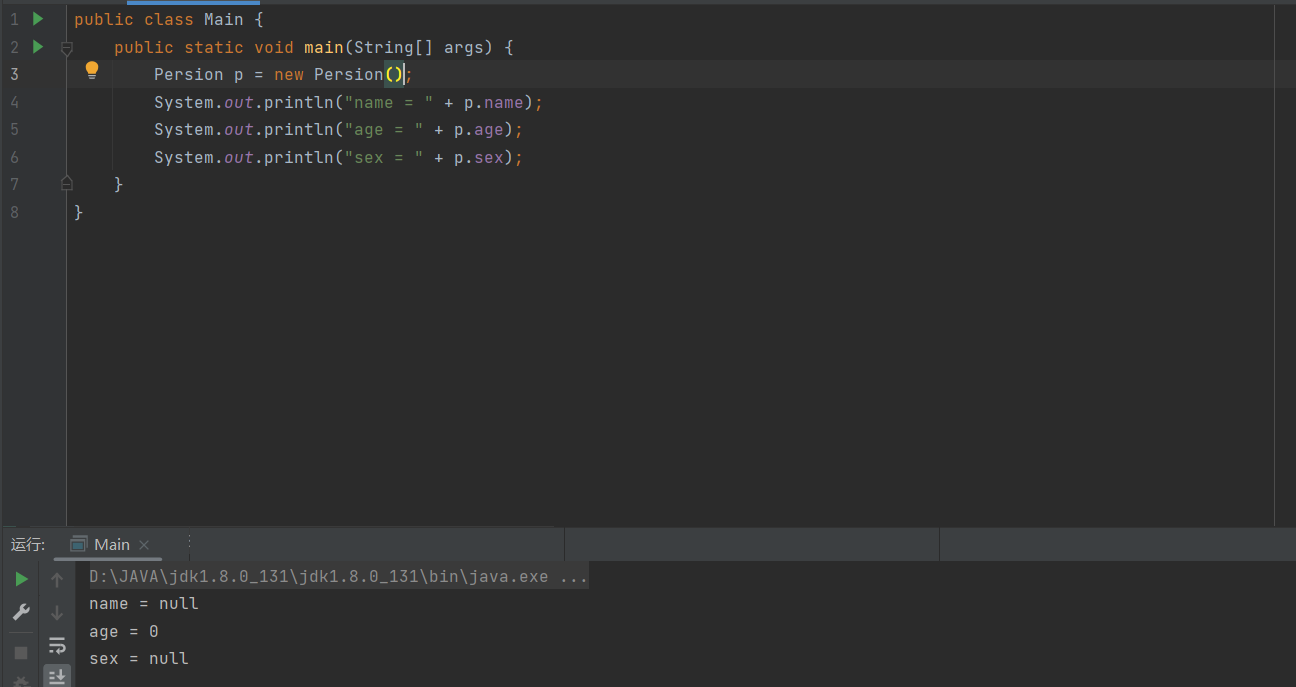 1 public class Main {
2 public static void main(String[] args) {
3 Persion p = new Persion();
4 System.out.println("name = " + p.name);
5 System.out.println("age = " + p.age);
6 System.out.println("sex = " + p.sex);
7 }
8 }
运行: Main
D:\JAVA\jdk1.8.0_131\jdk1.8.0_131\bin\java.exe ...
name = null
age = 0
sex = null